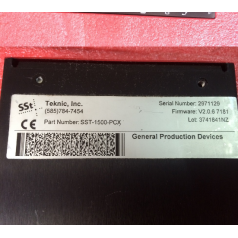 SSt
Teknic, Inc.
(585)784-7454
Part Number: SST-1500-PCX
Serial Number: 2971129
Firmware: V2.0.6 7181
Lot: 3741841NZ
General Production Devices